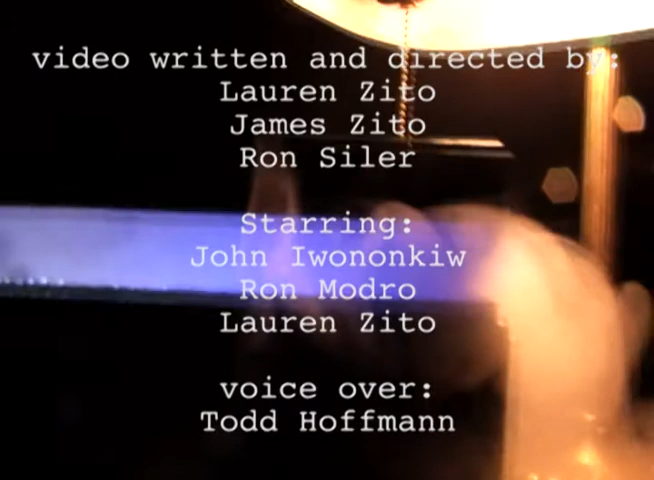 video written and directed by:
Lauren Zito
James Zito
Ron Siler
Starring:
John Iwononkiw
Ron Modro
Lauren Zito
voice over:
Todd Hoffmann